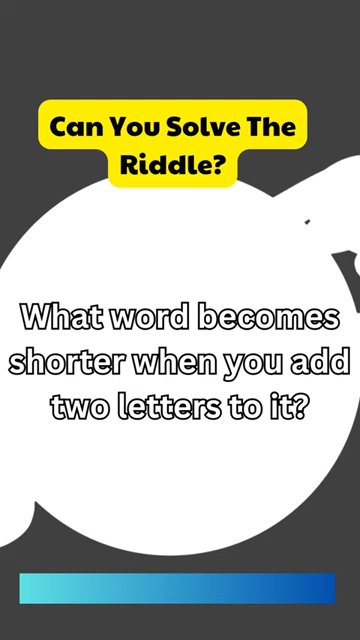 Can You Solve The
Riddle?
What word becomes
shorter when you add
two letters to it?